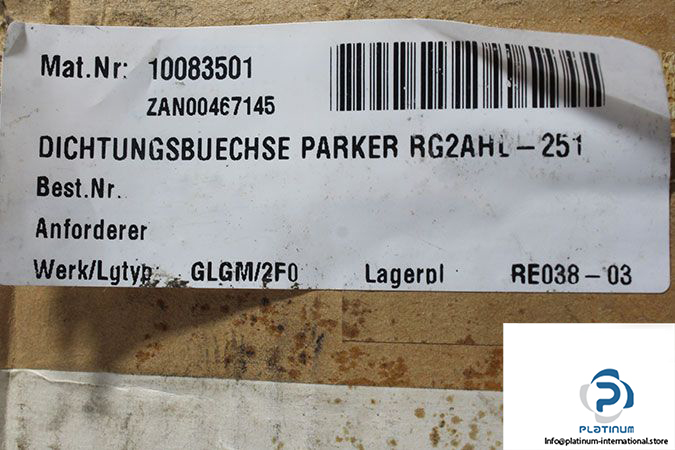 Mat.Nr: 10083501
ZAN00467145
DICHTUNGSBUECHSE PARKER RG2AHL-251
Best.Nr.
Anforderer
Werk/Lgtyp GLGM/2F0 Lagerpl RE038-03
PLATINUM
Info@platinum-international.store